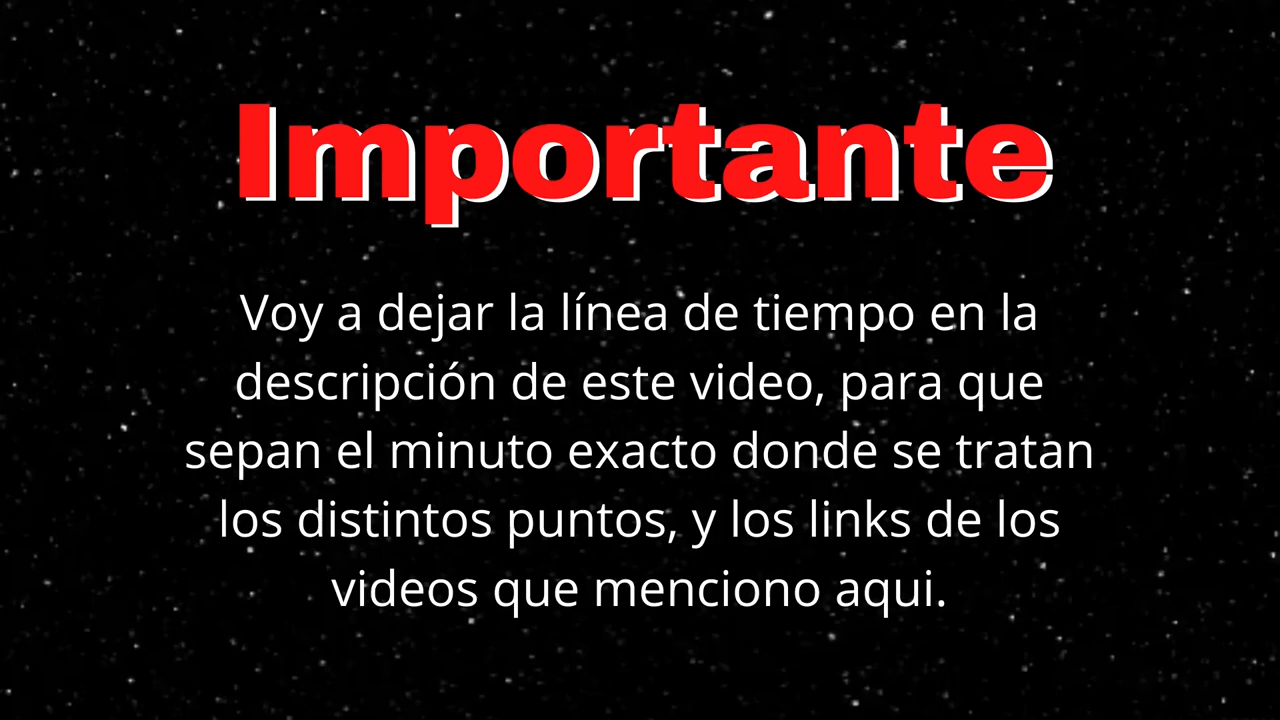 Importante
Voy a dejar la línea de tiempo en la
descripción de este video, para que
sepan el minuto exacto donde se tratan
los distintos puntos, y los links de los
videos que menciono aqui.